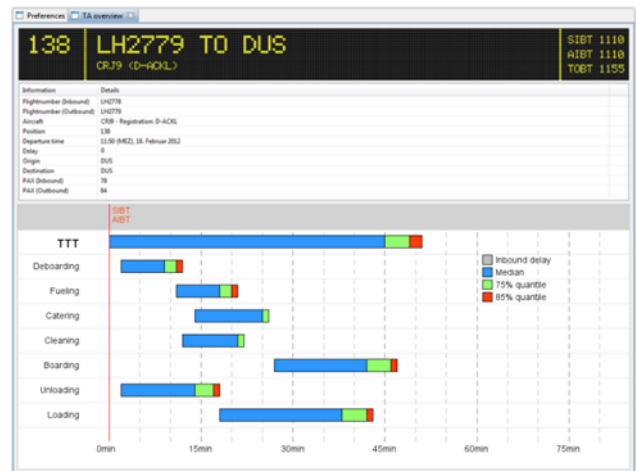 Preferences TA overview
138 LH2779 TO DUS SIBT 1110
CRJ9 (D-ACKL) AIBT 1110
TOBT 1155
Information Details
Flightnumber (Inbound) LH2778
Flightnumber (Outbound) LH2779
Aircraft CRJ9 - Registration: D-ACKL
Position 138
Departure time 11:50 (MEZ), 18. Februar 2012
Delay 0
Origin DUS
Destination DUS
PAX (Inbound) 78
PAX (Outbound) 84
SIBT
AIBT
TTT
Deboarding
Fueling
Catering
Cleaning
Boarding
Unloading
Loading
Inbound delay
Median
75% quantile
85% quantile
0min 15min 30min 45min 60min 75min